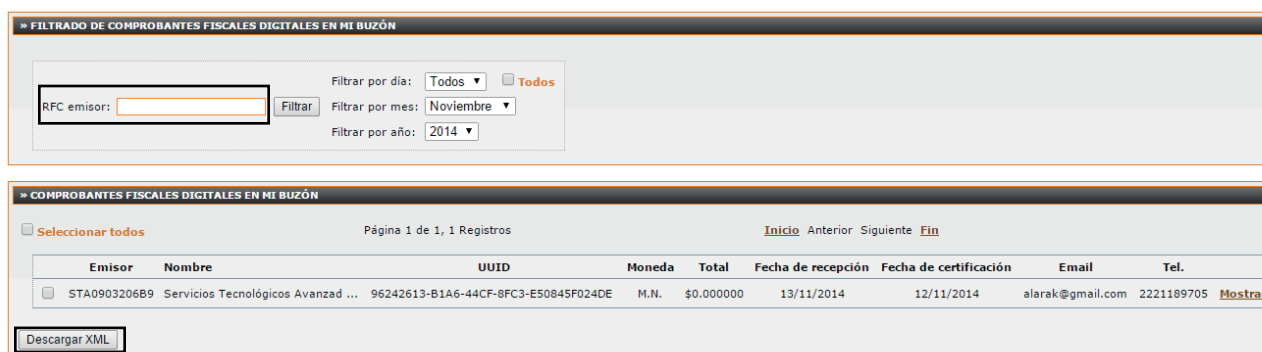 » FILTRADO DE COMPROBANTES FISCALES DIGITALES EN MI BUZÓN
Filtrar por día: Todos Todos
RFC emisor: Filtrar Filtrar por mes: Noviembre
Filtrar por año: 2014
» COMPROBANTES FISCALES DIGITALES EN MI BUZÓN
Seleccionar todos Página 1 de 1, 1 Registros Inicio Anterior Siguiente Fin
Emisor Nombre UUID Moneda Total Fecha de recepción Fecha de certificación Email Tel.
STA0903206B9 Servicios Tecnológicos Avanzad ... 96242613-B1A6-44CF-8FC3-E50845F024DE M.N. $0.000000 13/11/2014 12/11/2014 alarak@gmail.com 2221189705 Mostra
Descargar XML